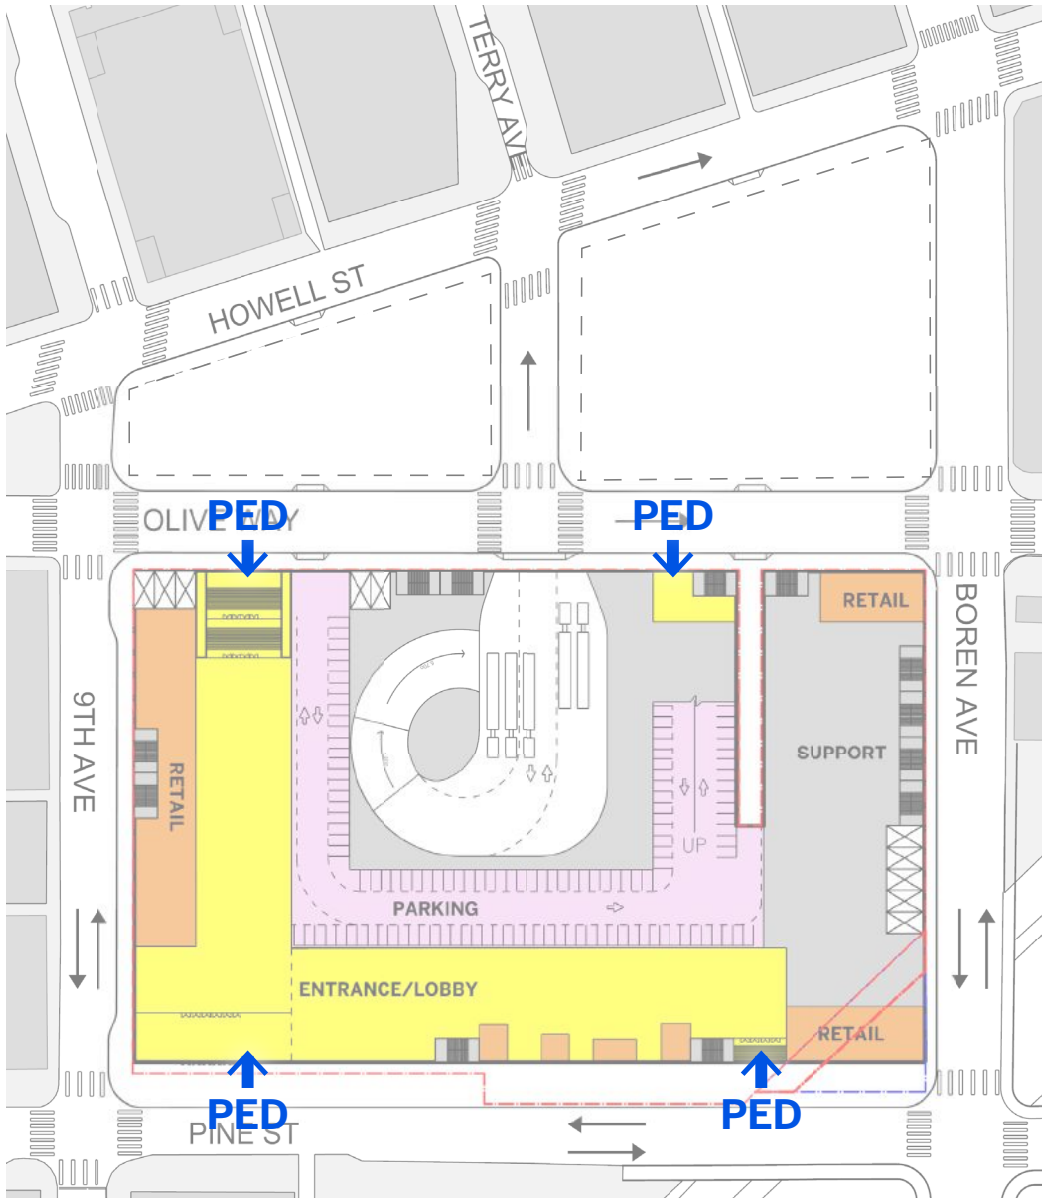 TERRY AVE
HOWELL ST
PED
PED
OLIVE WAY
RETAIL
BOREN AVE
9TH AVE
RETAIL
SUPPORT
UP
PARKING
ENTRANCE/LOBBY
RETAIL
PED
PED
PINE ST